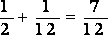 1/2 + 1/12 = 7/12